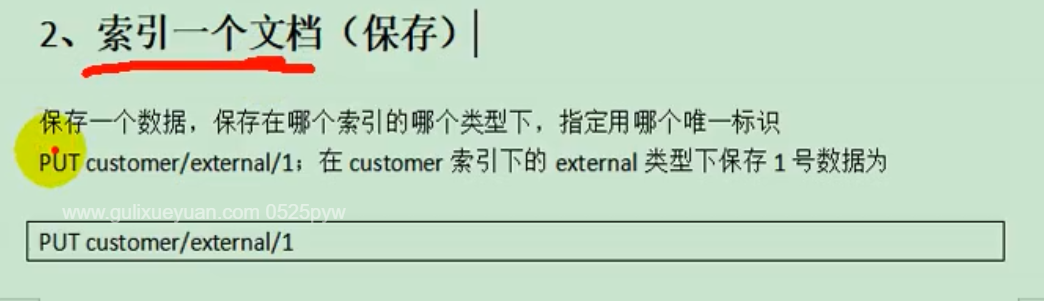 2、索引一个文档（保存）
保存一个数据，保存在哪个索引的哪个类型下，指定用哪个唯一标识
PUT customer/external/1；在 customer 索引下的 external 类型下保存 1 号数据为
www.gulixueyuan.com 0525pyw
PUT customer/external/1